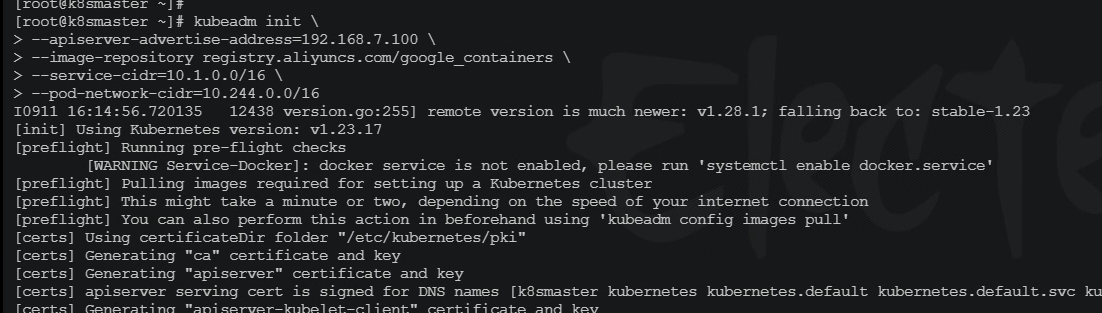 [root@k8smaster ~]#
[root@k8smaster ~]# kubeadm init \
> --apiserver-advertise-address=192.168.7.100 \
> --image-repository registry.aliyuncs.com/google_containers \
> --service-cidr=10.1.0.0/16 \
> --pod-network-cidr=10.244.0.0/16
I0911 16:14:56.720135   12438 version.go:255] remote version is much newer: v1.28.1; falling back to: stable-1.23
[init] Using Kubernetes version: v1.23.17
[preflight] Running pre-flight checks
        [WARNING Service-Docker]: docker service is not enabled, please run 'systemctl enable docker.service'
[preflight] Pulling images required for setting up a Kubernetes cluster
[preflight] This might take a minute or two, depending on the speed of your internet connection
[preflight] You can also perform this action in beforehand using 'kubeadm config images pull'
[certs] Using certificateDir folder "/etc/kubernetes/pki"
[certs] Generating "ca" certificate and key
[certs] Generating "apiserver" certificate and key
[certs] apiserver serving cert is signed for DNS names [k8smaster kubernetes kubernetes.default kubernetes.default.svc ku
[certs] Generating "apiserver-kubelet-client" certificate and key
Elect